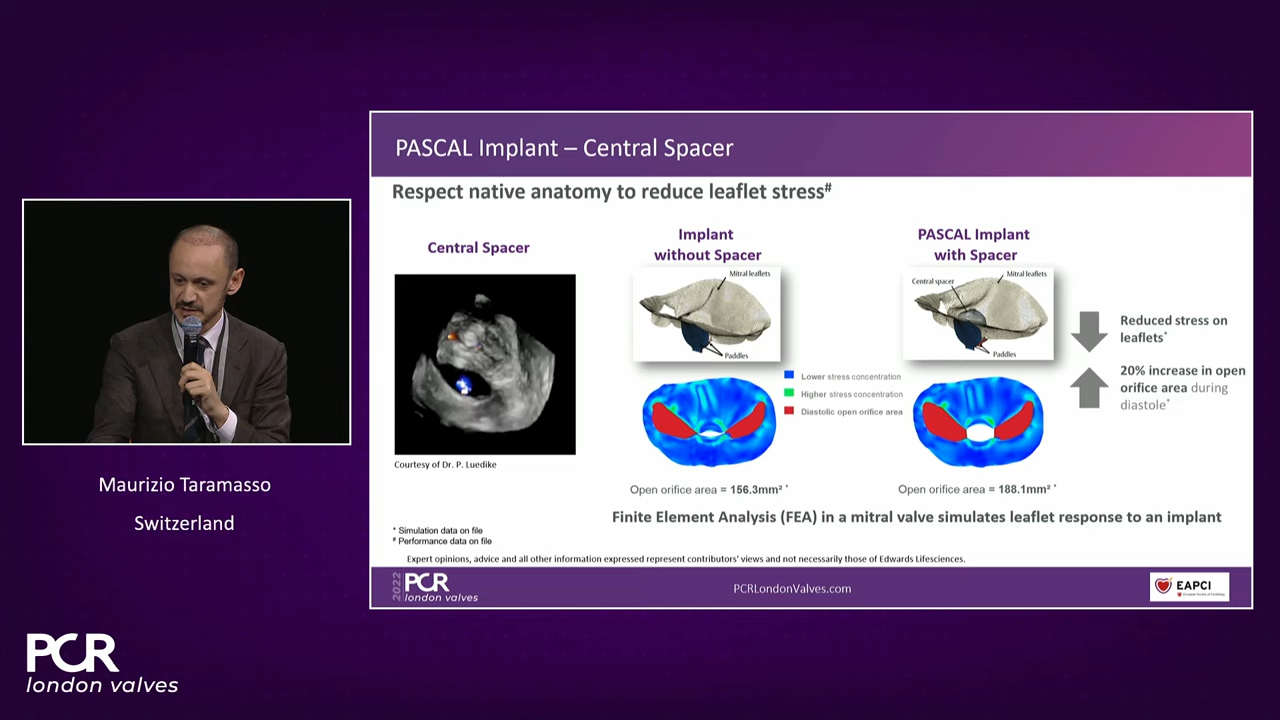 PASCAL Implant – Central Spacer
Respect native anatomy to reduce leaflet stress#
Central Spacer
Courtesy of Dr. P. Luedike
Implant
without Spacer
Mitral leaflets
Paddles
Lower stress concentration
Higher stress concentration
Diastolic open orifice area
Open orifice area = 156.3mm² *
PASCAL Implant
with Spacer
Central spacer
Mitral leaflets
Paddles
Open orifice area = 188.1mm² *
Reduced stress on
leaflets*
20% increase in open
orifice area during
diastole*
Finite Element Analysis (FEA) in a mitral valve simulates leaflet response to an implant
* Simulation data on file
# Performance data on file
Expert opinions, advice and all other information expressed represent contributors' views and not necessarily those of Edwards Lifesciences.
2022
PCR
london valves
PCRLondonValves.com
EAPCI
Maurizio Taramasso
Switzerland
PCR
london valves